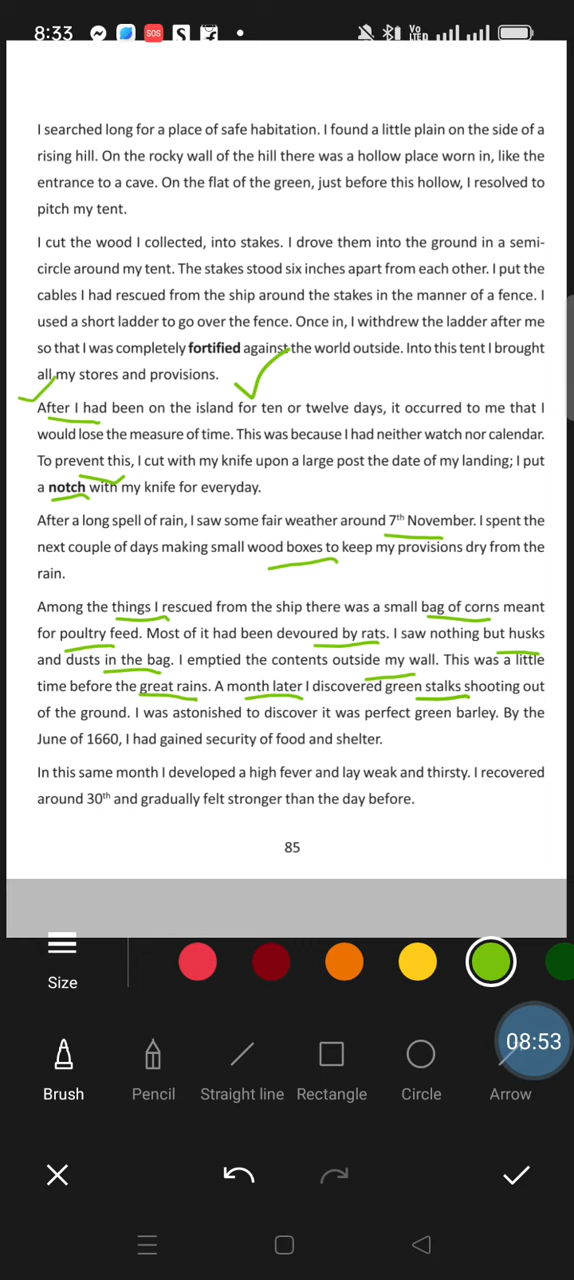 8:33
SOS
S
Vo
LTED
I searched long for a place of safe habitation. I found a little plain on the side of a
rising hill. On the rocky wall of the hill there was a hollow place worn in, like the
entrance to a cave. On the flat of the green, just before this hollow, I resolved to
pitch my tent.
I cut the wood I collected, into stakes. I drove them into the ground in a semi-
circle around my tent. The stakes stood six inches apart from each other. I put the
cables I had rescued from the ship around the stakes in the manner of a fence. I
used a short ladder to go over the fence. Once in, I withdrew the ladder after me
so that I was completely fortified against the world outside. Into this tent I brought
all my stores and provisions.
After I had been on the island for ten or twelve days, it occurred to me that I
would lose the measure of time. This was because I had neither watch nor calendar.
To prevent this, I cut with my knife upon a large post the date of my landing; I put
a notch with my knife for everyday.
After a long spell of rain, I saw some fair weather around 7th November. I spent the
next couple of days making small wood boxes to keep my provisions dry from the
rain.
Among the things I rescued from the ship there was a small bag of corns meant
for poultry feed. Most of it had been devoured by rats. I saw nothing but husks
and dusts in the bag. I emptied the contents outside my wall. This was a little
time before the great rains. A month later I discovered green stalks shooting out
of the ground. I was astonished to discover it was perfect green barley. By the
June of 1660, I had gained security of food and shelter.
In this same month I developed a high fever and lay weak and thirsty. I recovered
around 30th and gradually felt stronger than the day before.
85
Size
08:53
Brush Pencil Straight line Rectangle Circle Arrow